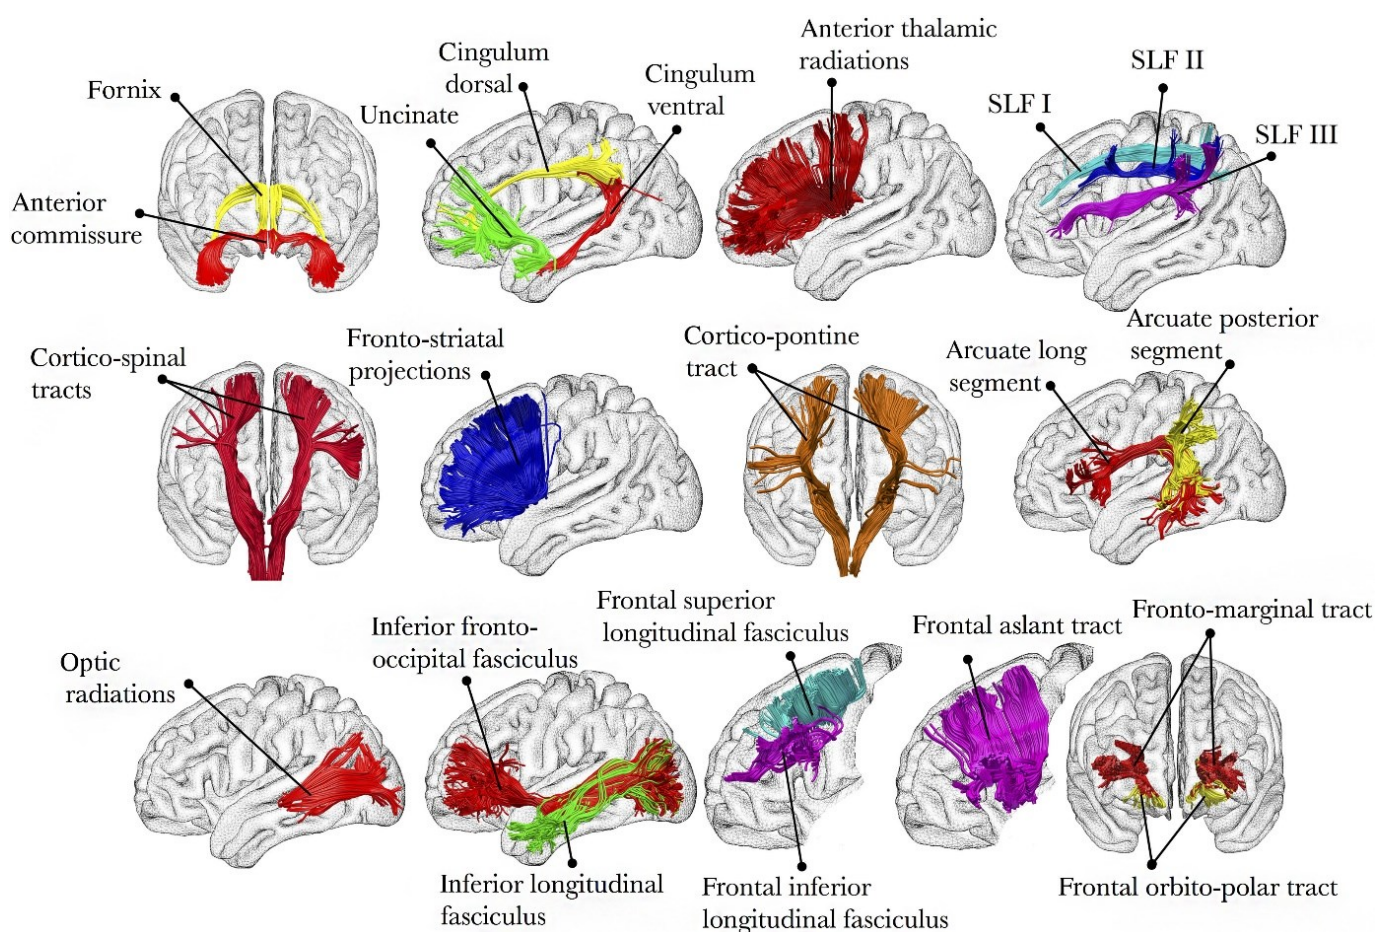 Fornix
Anterior
commissure
Uncinate
Cingulum
dorsal
Cingulum
ventral
Anterior thalamic
radiations
SLF I
SLF II
SLF III
Cortico-spinal
tracts
Fronto-striatal
projections
Cortico-pontine
tract
Arcuate long
segment
Arcuate posterior
segment
Optic
radiations
Inferior fronto-
occipital fasciculus
Inferior longitudinal
fasciculus
Frontal superior
longitudinal fasciculus
Frontal inferior
longitudinal fasciculus
Frontal aslant tract
Fronto-marginal tract
Frontal orbito-polar tract